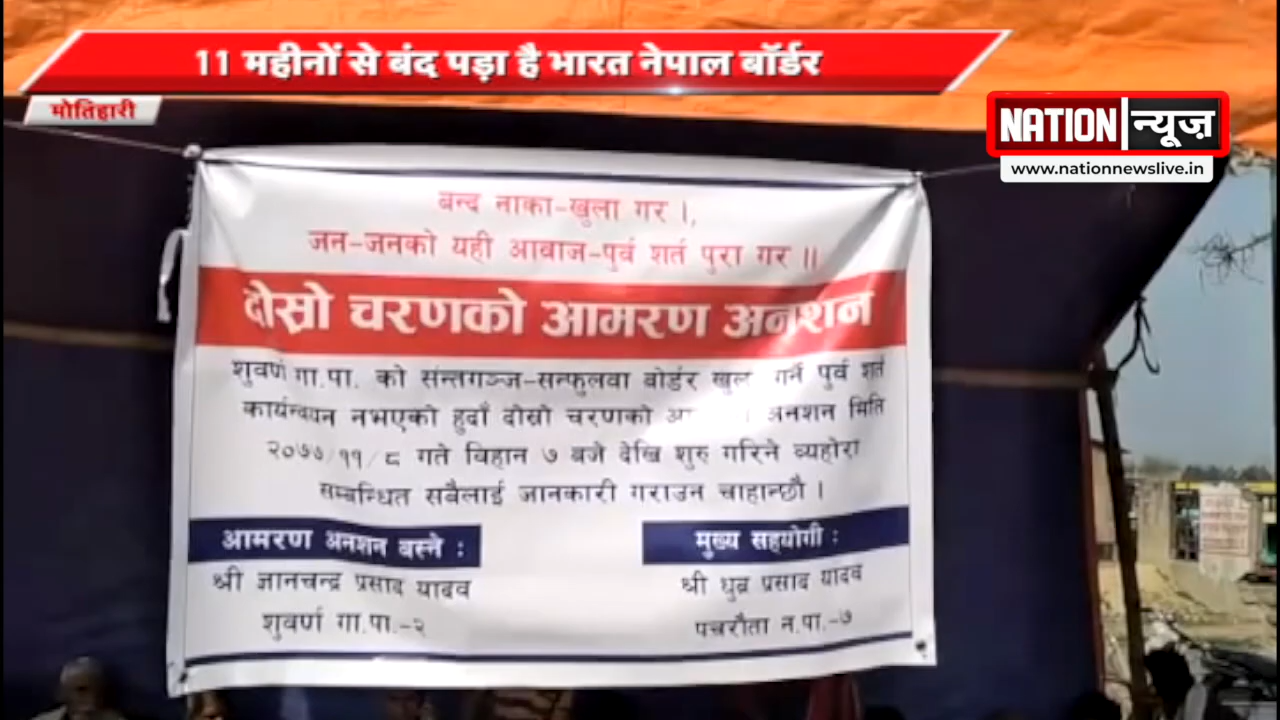 11 महीनों से बंद पड़ा है भारत नेपाल बॉर्डर
मोतिहारी
NATION न्यूज़
www.nationnewslive.in
बन्द नाका-खुला गर ।,
जन-जनको यही आवाज-पुर्व शर्त पुरा गर ॥
दोस्रो चरणको आमरण अनशन
शुवर्ण गा.पा. को संन्तगञ्ज-सन्फुलवा बोर्डर खुल गर्ने पुर्व शर्त
कार्यन्वयन नभएको हुदाँ दोस्रो चरणको अनशन मिति
२०७७/११/८ गते विहान ७ बजे देखि शुरु गरिने व्यहोरा
सम्बन्धित सबैलाई जानकारी गराउन चाहान्छौ ।
आमरण अनशन बस्ने :
श्री ज्ञानचन्द्र प्रसाद यादव
शुवर्ण गा.पा.-२
मुख्य सहयोगी :
श्री धुब्र प्रसाद यादव
पचरौता न.पा.-७